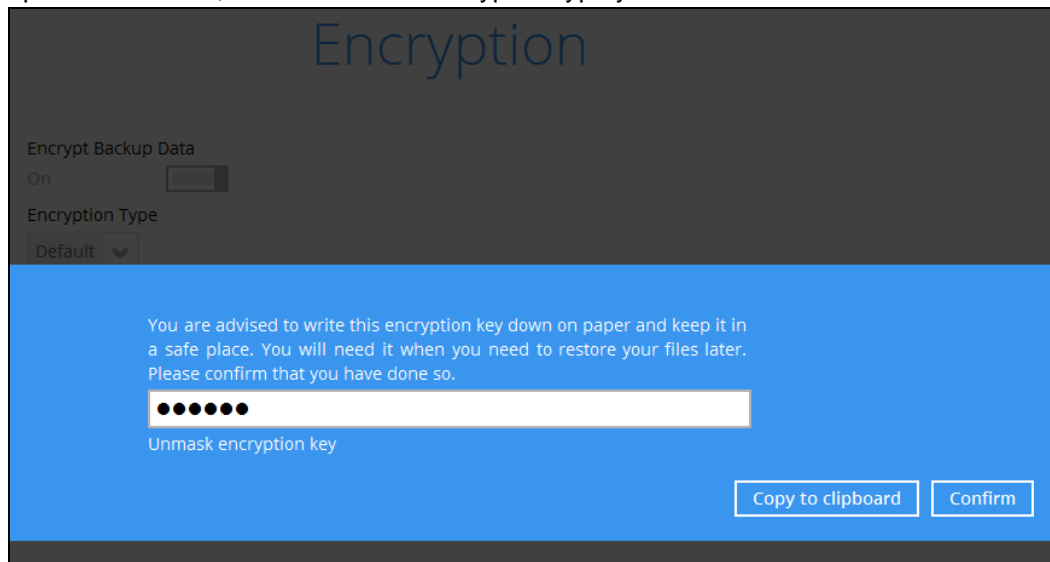 Encryption
Encrypt Backup Data
On
Encryption Type
Default
You are advised to write this encryption key down on paper and keep it in
a safe place. You will need it when you need to restore your files later.
Please confirm that you have done so.
●●●●●●
Unmask encryption key
Copy to clipboard Confirm